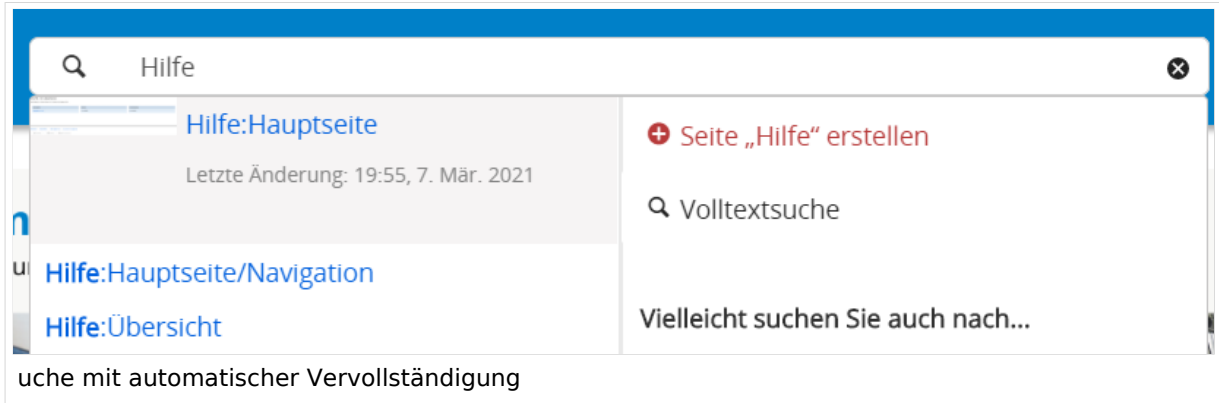 Hilfe
Hilfe:Hauptseite
Letzte Änderung: 19:55, 7. Mär. 2021
Hilfe:Hauptseite/Navigation
Hilfe:Übersicht
Seite „Hilfe“ erstellen
Volltextsuche
Vielleicht suchen Sie auch nach...
uche mit automatischer Vervollständigung